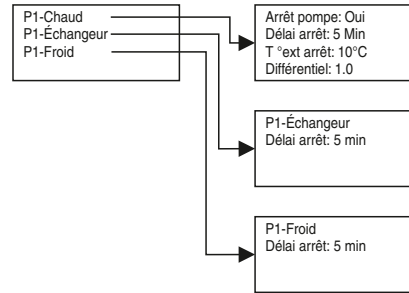 P1-Chaud
P1-Échangeur
P1-Froid
Arrêt pompe: Oui
Délai arrêt: 5 Min
T °ext arrêt: 10°C
Différentiel: 1.0
P1-Échangeur
Délai arrêt: 5 min
P1-Froid
Délai arrêt: 5 min